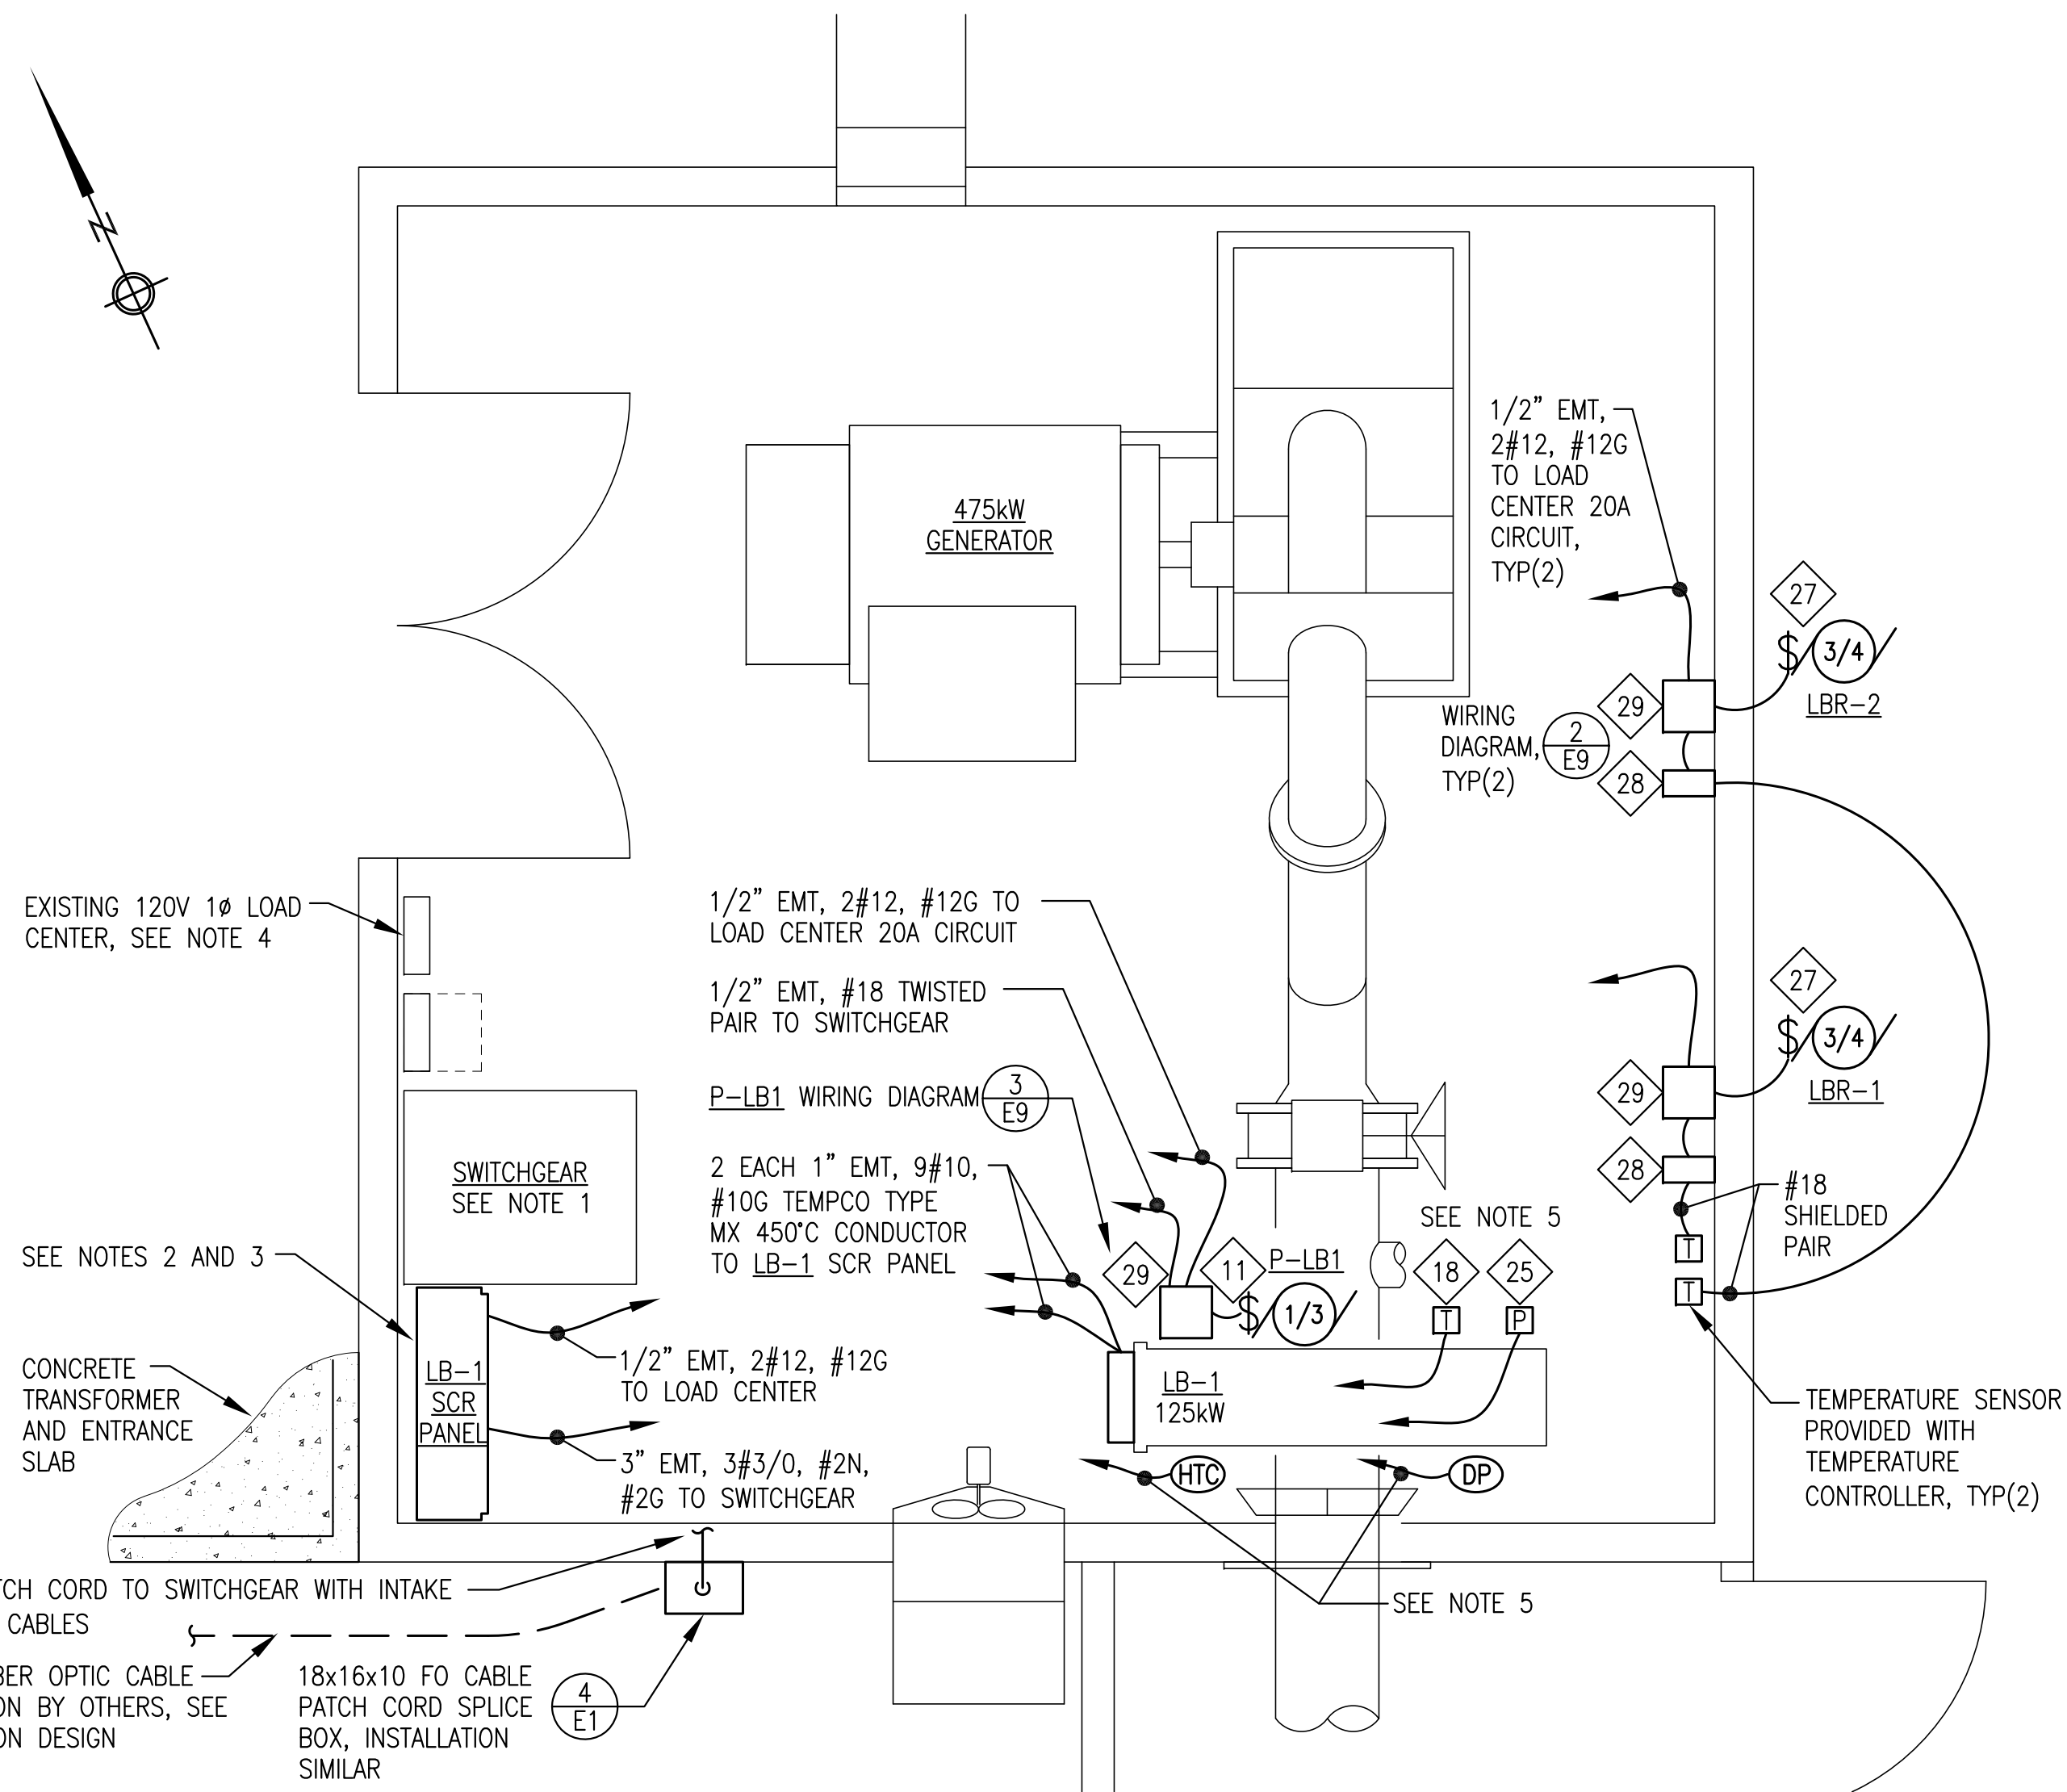 N
1/2" EMT,
2#12, #12G
TO LOAD
CENTER 20A
CIRCUIT,
TYP(2)
475kW
GENERATOR
27
$ 3/4
LBR-2
29
WIRING
DIAGRAM,
TYP(2)
2
E9
28
EXISTING 120V 1ø LOAD
CENTER, SEE NOTE 4
1/2" EMT, 2#12, #12G TO
LOAD CENTER 20A CIRCUIT
1/2" EMT, #18 TWISTED
PAIR TO SWITCHGEAR
P-LB1 WIRING DIAGRAM
3
E9
2 EACH 1" EMT, 9#10,
#10G TEMPCO TYPE
MX 450°C CONDUCTOR
TO LB-1 SCR PANEL
27
$ 3/4
LBR-1
29
28
#18
SHIELDED
PAIR
T
T
SWITCHGEAR
SEE NOTE 1
SEE NOTES 2 AND 3
SEE NOTE 5
29
11
P-LB1
$ 1/3
18
25
T
P
LB-1
SCR
PANEL
1/2" EMT, 2#12, #12G
TO LOAD CENTER
LB-1
125kW
CONCRETE
TRANSFORMER
AND ENTRANCE
SLAB
3" EMT, 3#3/0, #2N,
#2G TO SWITCHGEAR
HTC
DP
TEMPERATURE SENSOR
PROVIDED WITH
TEMPERATURE
CONTROLLER, TYP(2)
CORD TO SWITCHGEAR WITH INTAKE
CABLES
SEE NOTE 5
OPTIC CABLE
BY OTHERS, SEE
DESIGN
18x16x10 FO CABLE
PATCH CORD SPLICE
BOX, INSTALLATION
SIMILAR
4
E1